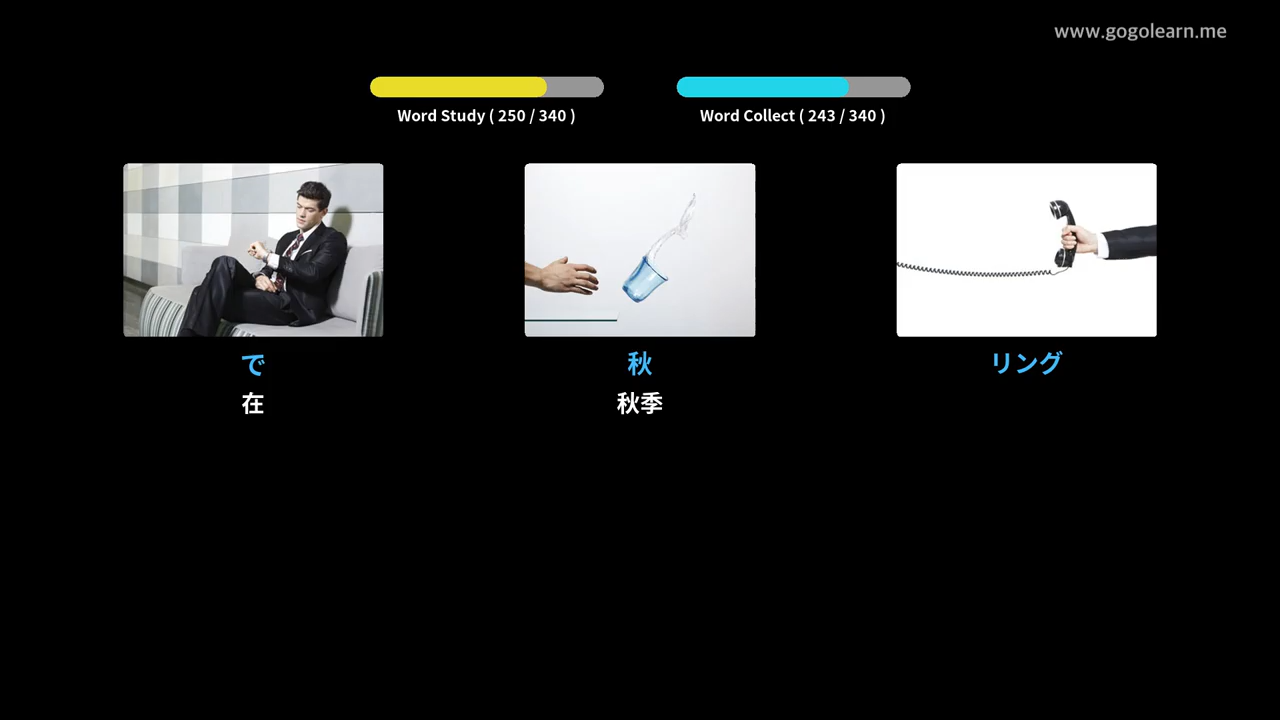 www.gogolearn.me
Word Study ( 250 / 340 )
Word Collect ( 243 / 340 )
で
在
秋
秋季
リング